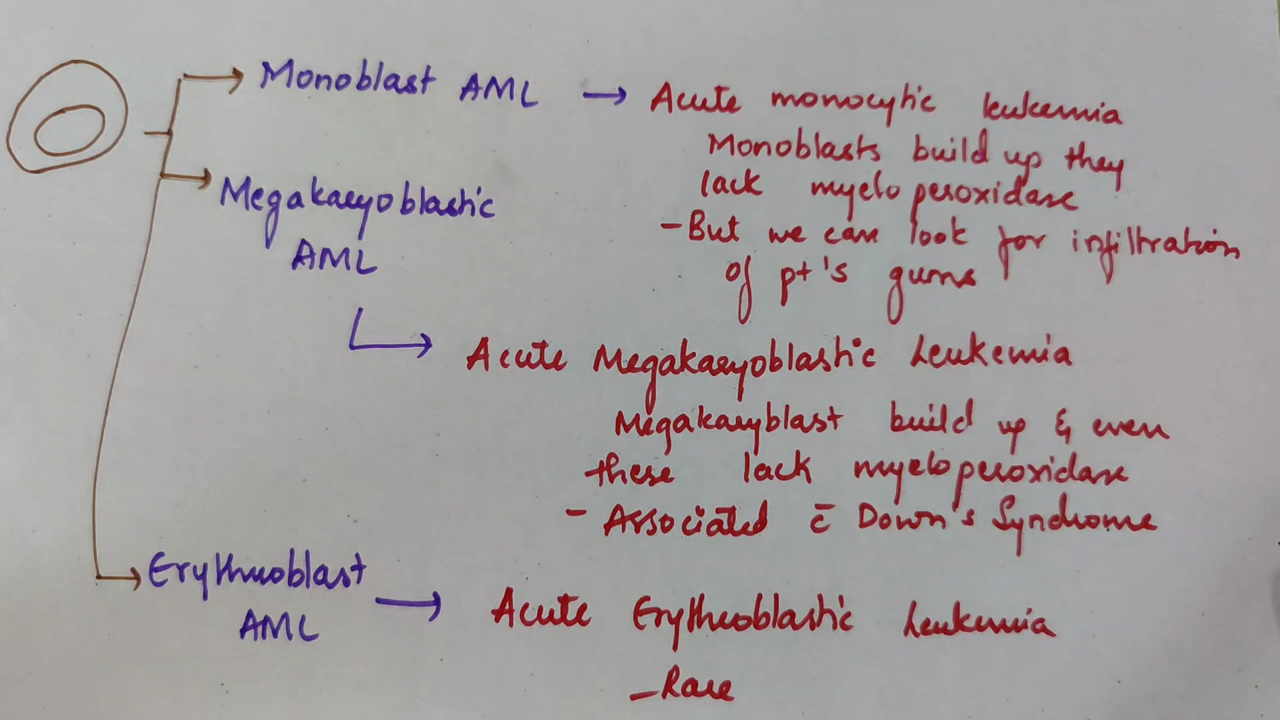 Monoblast AML → Acute monocytic leukemia
Monoblasts build up they
lack myeloperoxidase
- But we can look for infiltration
of pt's gums
Megakaryoblastic
AML
Acute Megakaryoblastic Leukemia
Megakaryblast build up & even
these lack myeloperoxidase
- Associated c̄ Down's Syndrome
Erythroblast
AML → Acute Erythroblastic Leukemia
- Rare